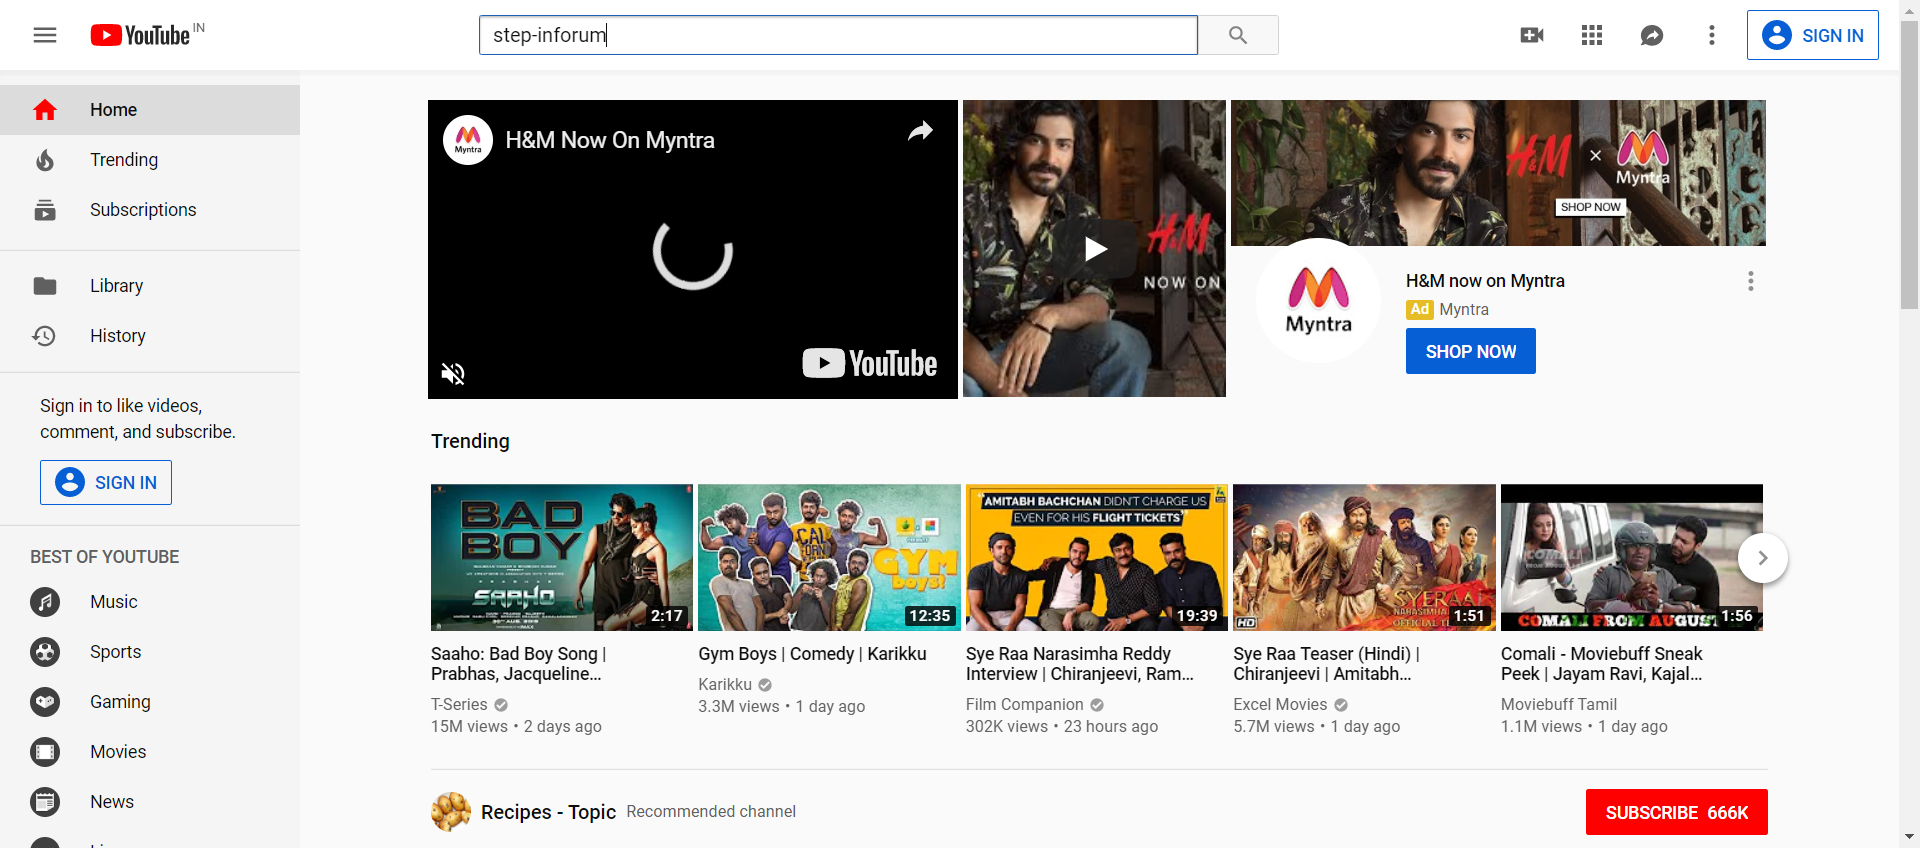 YouTube IN
step-inforum
SIGN IN
Home
Trending
Subscriptions
Library
History
Sign in to like videos,
comment, and subscribe.
SIGN IN
BEST OF YOUTUBE
Music
Sports
Gaming
Movies
News
Myntra
H&M Now On Myntra
YouTube
H&M
NOW ON
H&M × Myntra
SHOP NOW
Myntra
H&M now on Myntra
Ad Myntra
SHOP NOW
Trending
BAD
BOY
SAAHO
2:17
Saaho: Bad Boy Song |
Prabhas, Jacqueline...
T-Series
15M views • 2 days ago
CAL
GYM
boys!
12:35
Gym Boys | Comedy | Karikku
Karikku
3.3M views • 1 day ago
"AMITABH BACHCHAN DIDN'T CHARGE US
EVEN FOR HIS FLIGHT TICKETS"
19:39
Sye Raa Narasimha Reddy
Interview | Chiranjeevi, Ram...
Film Companion
302K views • 23 hours ago
SYERAA
HD
1:51
Sye Raa Teaser (Hindi) |
Chiranjeevi | Amitabh...
Excel Movies
5.7M views • 1 day ago
COMALI
COMALI FROM AUGUST
1:56
Comali - Moviebuff Sneak
Peek | Jayam Ravi, Kajal...
Moviebuff Tamil
1.1M views • 1 day ago
Recipes - Topic Recommended channel
SUBSCRIBE 666K